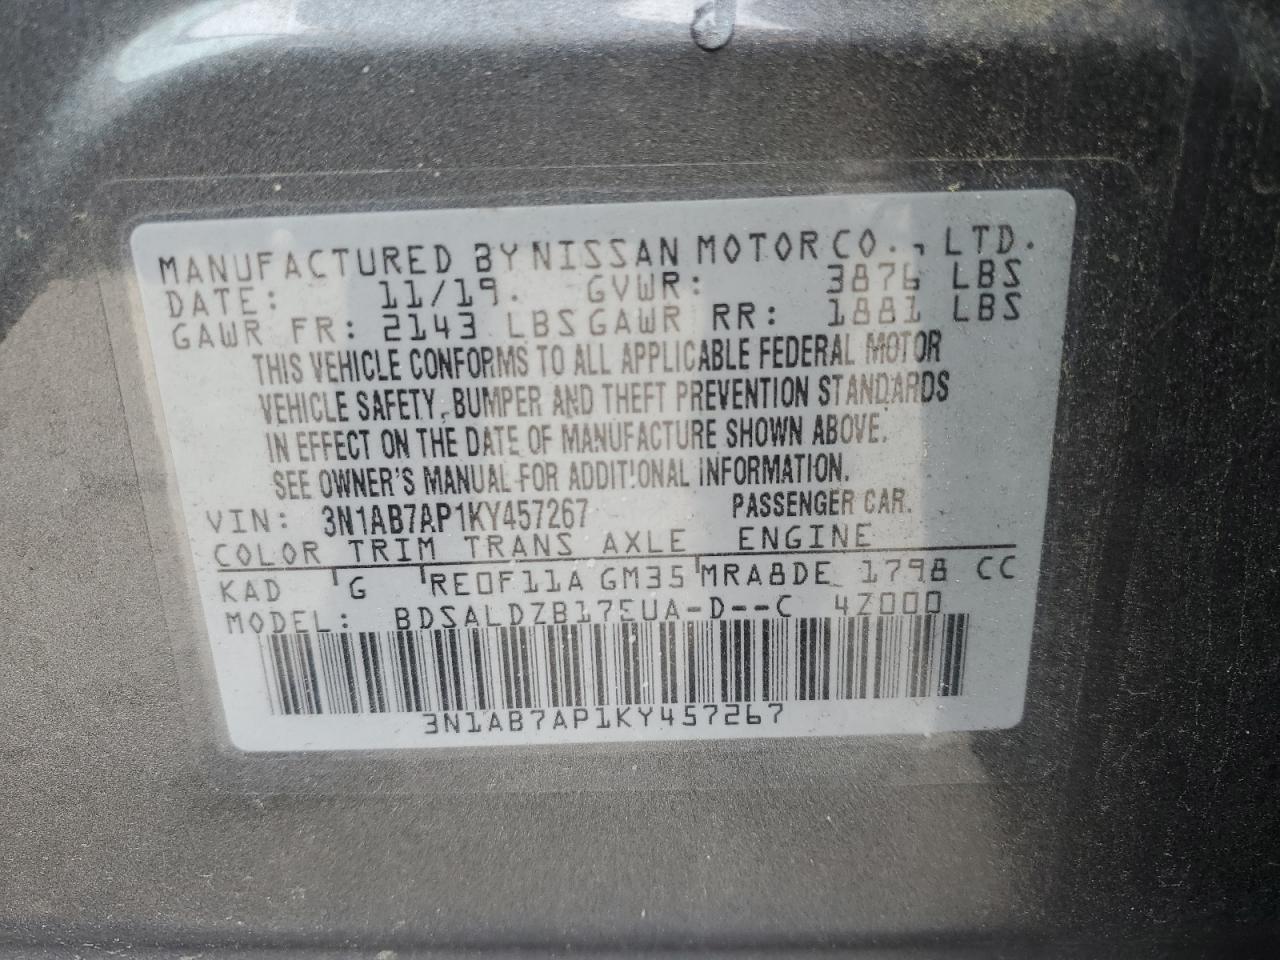 MANUFACTURED BY NISSAN MOTOR CO., LTD.
DATE: 11/19. GVWR: 3876 LBS
GAWR FR: 2143 LBS GAWR RR: 1881 LBS
THIS VEHICLE CONFORMS TO ALL APPLICABLE FEDERAL MOTOR
VEHICLE SAFETY, BUMPER AND THEFT PREVENTION STANDARDS
IN EFFECT ON THE DATE OF MANUFACTURE SHOWN ABOVE.
SEE OWNER'S MANUAL FOR ADDITIONAL INFORMATION.
VIN: 3N1AB7AP1KY457267 PASSENGER CAR.
COLOR TRIM TRANS AXLE ENGINE
KAD G RE0F11A GM35 MRA8DE 1798 CC
MODEL: BDSALDZB17EUA-D--C 4Z000
3N1AB7AP1KY457267